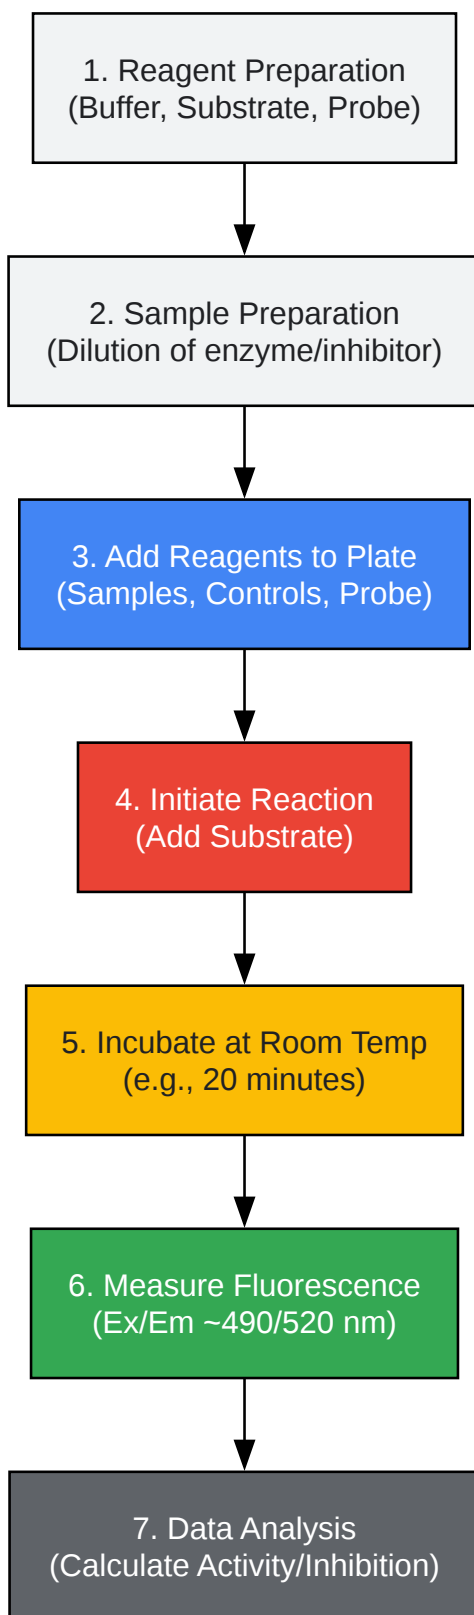 1. Reagent Preparation
(Buffer, Substrate, Probe)
2. Sample Preparation
(Dilution of enzyme/inhibitor)
3. Add Reagents to Plate
(Samples, Controls, Probe)
4. Initiate Reaction
(Add Substrate)
5. Incubate at Room Temp
(e.g., 20 minutes)
6. Measure Fluorescence
(Ex/Em ~490/520 nm)
7. Data Analysis
(Calculate Activity/Inhibition)